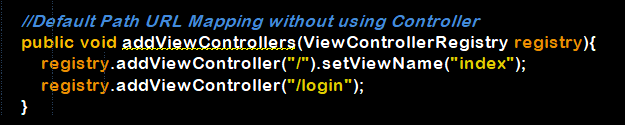 //Default Path URL Mapping without using Controller
public void addViewControllers(ViewControllerRegistry registry){
registry.addViewController("/").setViewName("index");
registry.addViewController("/login");
}